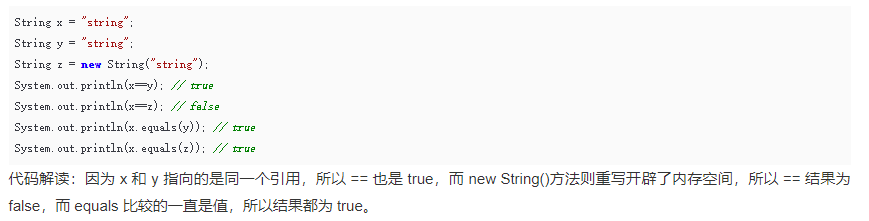 String x = "string";
String y = "string";
String z = new String("string");
System.out.println(x==y); // true
System.out.println(x==z); // false
System.out.println(x.equals(y)); // true
System.out.println(x.equals(z)); // true
代码解读：因为 x 和 y 指向的是同一个引用，所以 == 也是 true，而 new String()方法则重写开辟了内存空间，所以 == 结果为
false，而 equals 比较的一直是值，所以结果都为 true。